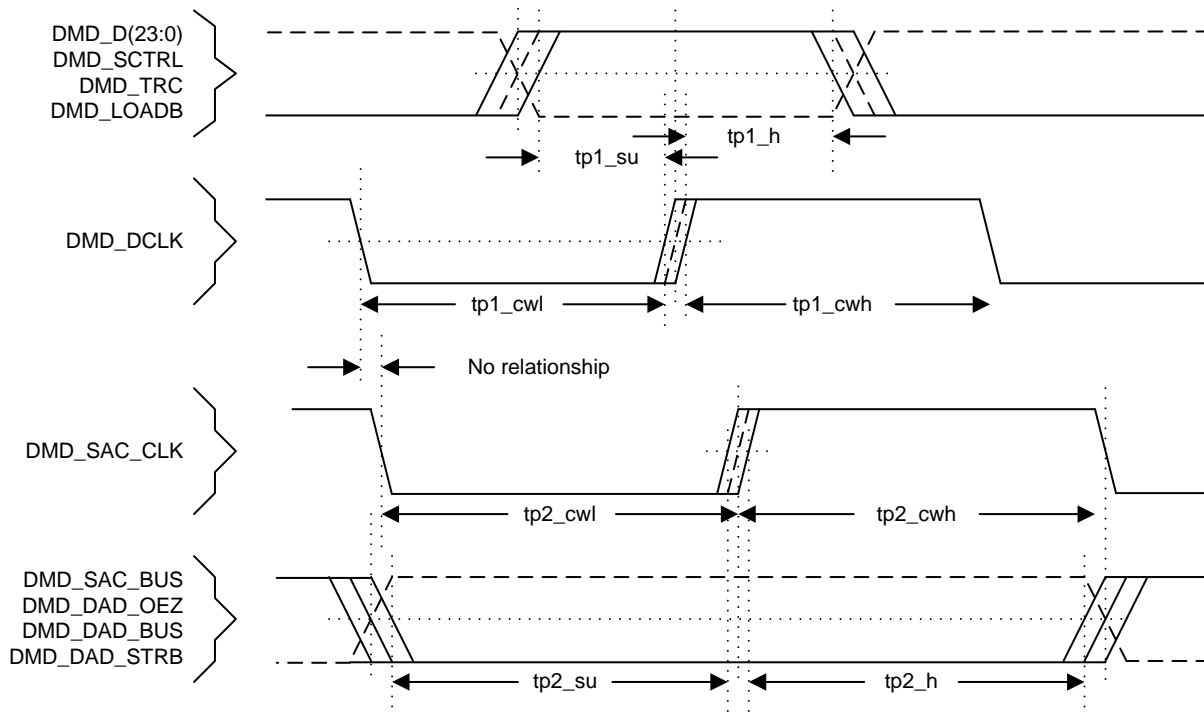 DMD_D(23:0)
DMD_SCTRL
DMD_TRC
DMD_LOADB
tp1_su
tp1_h
DMD_DCLK
tp1_cwl
tp1_cwh
No relationship
DMD_SAC_CLK
tp2_cwl
tp2_cwh
DMD_SAC_BUS
DMD_DAD_OEZ
DMD_DAD_BUS
DMD_DAD_STRB
tp2_su
tp2_h